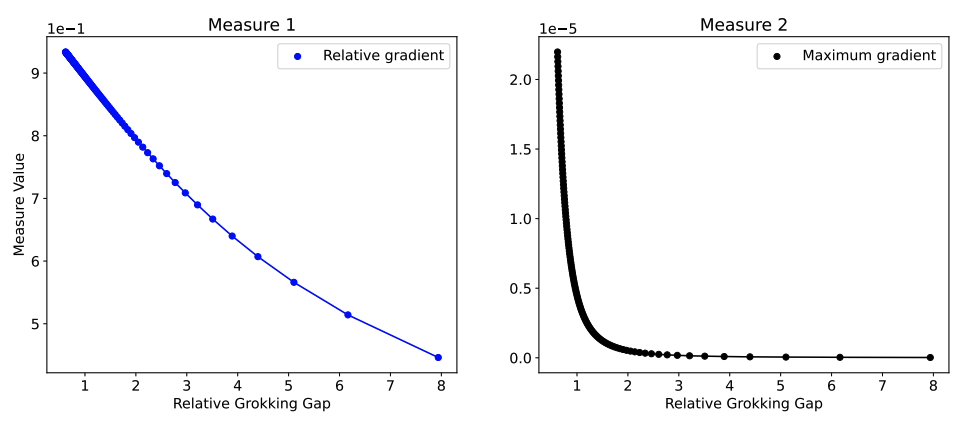 Measure 1
1e−1
Relative gradient
9
8
7
6
5
Measure Value
1 2 3 4 5 6 7 8
Relative Grokking Gap
Measure 2
1e−5
Maximum gradient
2.0
1.5
1.0
0.5
0.0
1 2 3 4 5 6 7 8
Relative Grokking Gap